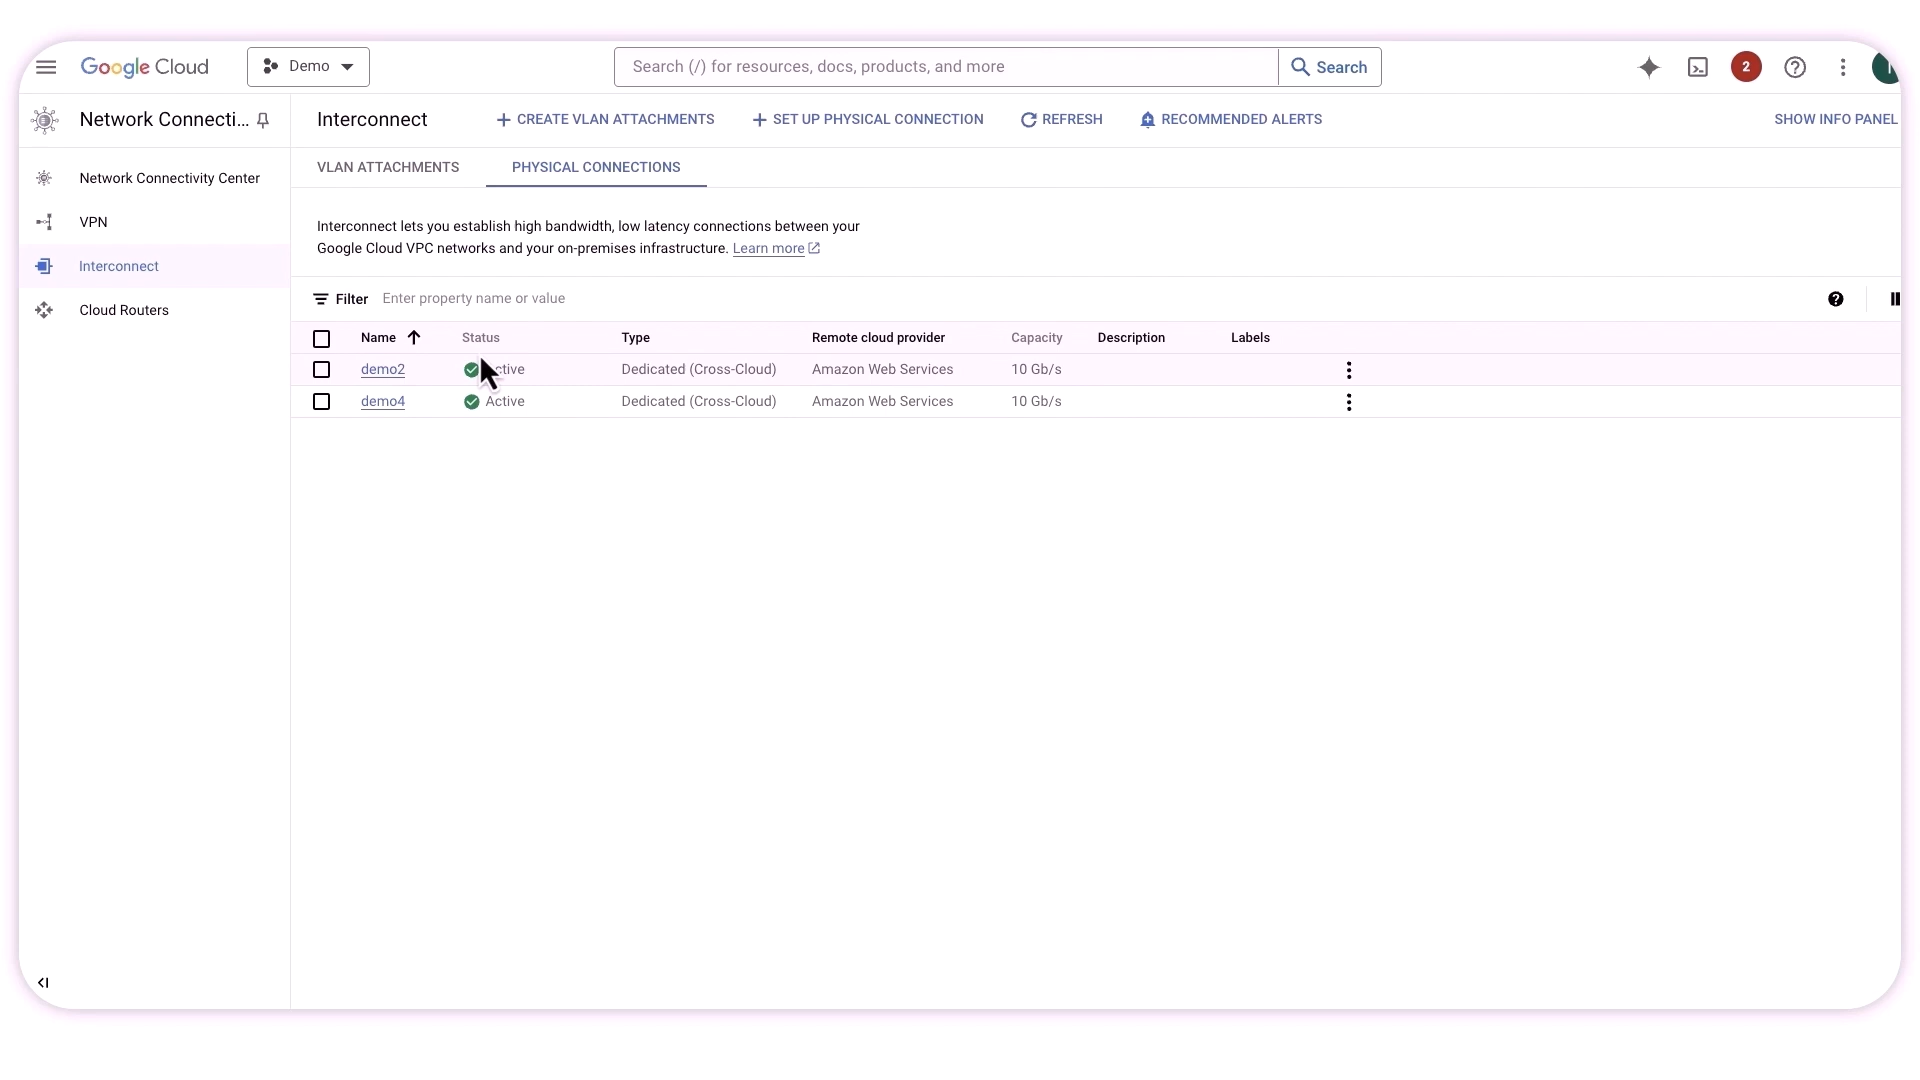 Google Cloud
Demo
Search (/) for resources, docs, products, and more
Search
2
Network Connecti...
Interconnect
CREATE VLAN ATTACHMENTS
SET UP PHYSICAL CONNECTION
REFRESH
RECOMMENDED ALERTS
SHOW INFO PANEL
Network Connectivity Center
VPN
Interconnect
Cloud Routers
VLAN ATTACHMENTS
PHYSICAL CONNECTIONS
Interconnect lets you establish high bandwidth, low latency connections between your
Google Cloud VPC networks and your on-premises infrastructure. Learn more
Filter Enter property name or value
Name Status Type Remote cloud provider Capacity Description Labels
demo2 Dedicated (Cross-Cloud) Amazon Web Services 10 Gb/s
demo4 Active Dedicated (Cross-Cloud) Amazon Web Services 10 Gb/s